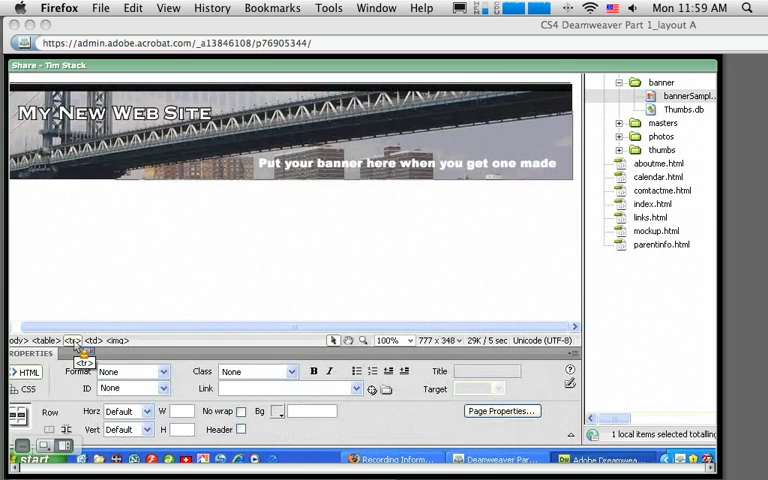 Firefox File Edit View History Bookmarks Tools Window Help Mon 11:59 AM
CS4 Deamweaver Part 1_layout A
https://admin.adobe.acrobat.com/_a13846108/p76905344/
Share - Tim Stack
banner
bannerSampl...
Thumbs.db
masters
photos
thumbs
aboutme.html
calendar.html
comtactme.html
index.html
links.html
mockup.html
parentinfo.html
My New Web Site
Put your banner here when you get one made
ody> <table> <tr> <td> <img> 100% 777 x 348 29K / 5 sec Unicode (UTF-8)
<tr>
ROPERTIES
HTML Format None Class None B I Title
CSS ID None Link Target
Row Horz Default W No wrap Bg Page Properties...
Vert Default H Header
1 local items selected totalling
start Recording Inform... Deamweaver Par... Adobe Dreamwea...